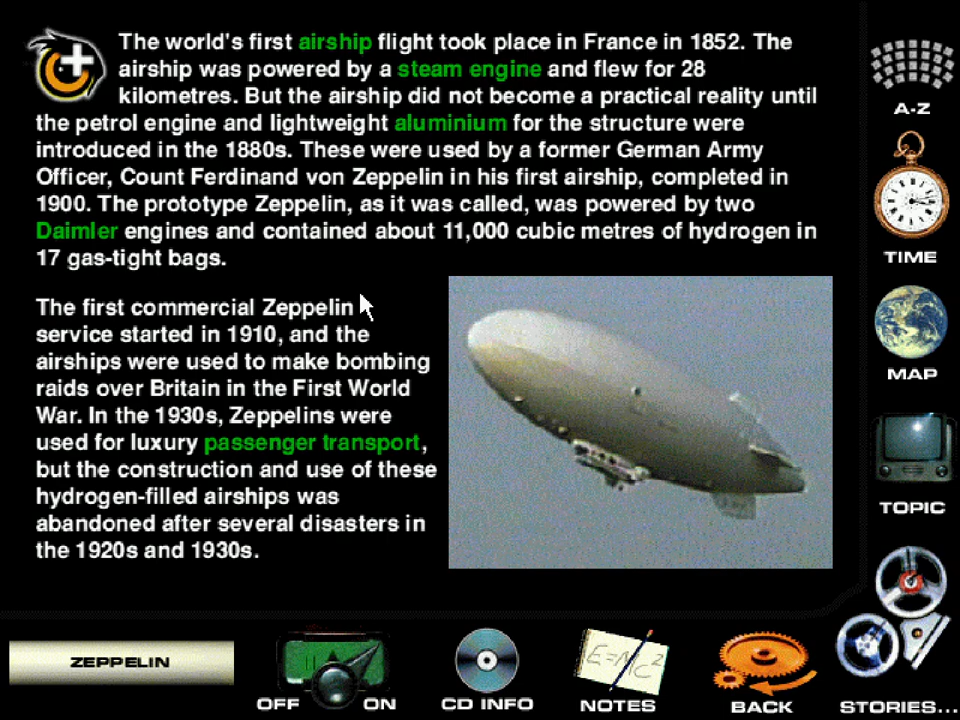 The world's first airship flight took place in France in 1852. The
airship was powered by a steam engine and flew for 28
kilometres. But the airship did not become a practical reality until
the petrol engine and lightweight aluminium for the structure were
introduced in the 1880s. These were used by a former German Army
Officer, Count Ferdinand von Zeppelin in his first airship, completed in
1900. The prototype Zeppelin, as it was called, was powered by two
Daimler engines and contained about 11,000 cubic metres of hydrogen in
17 gas-tight bags.
The first commercial Zeppelin
service started in 1910, and the
airships were used to make bombing
raids over Britain in the First World
War. In the 1930s, Zeppelins were
used for luxury passenger transport,
but the construction and use of these
hydrogen-filled airships was
abandoned after several disasters in
the 1920s and 1930s.
A-Z
TIME
MAP
TOPIC
ZEPPELIN
OFF ON
CD INFO
E=MC²
NOTES
BACK
STORIES...